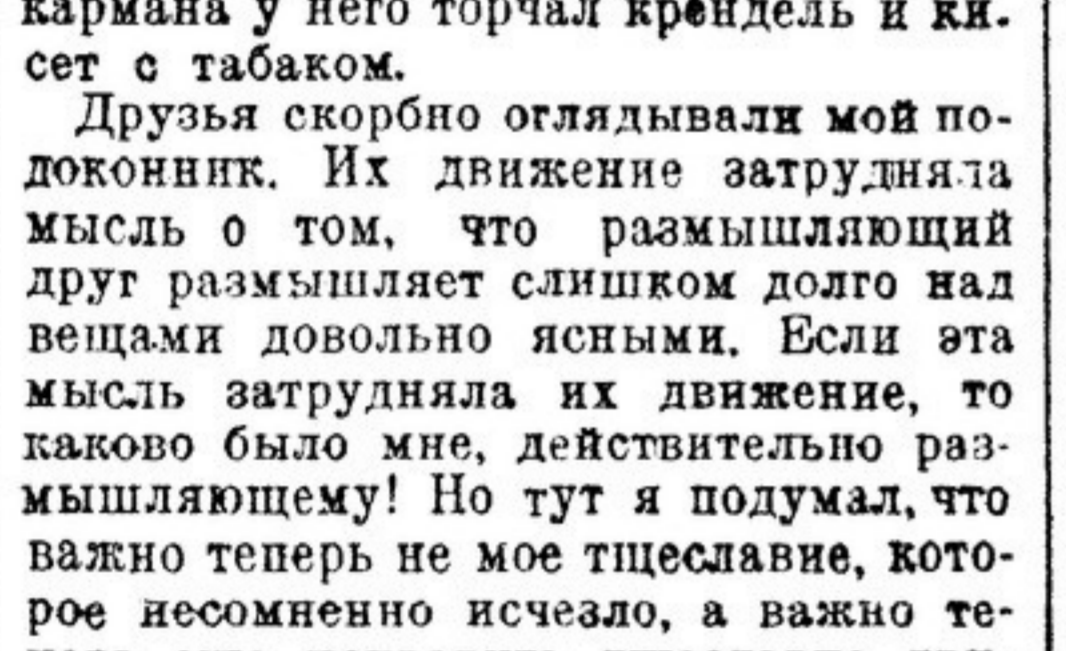 кармана у него торчал крендель и ки-
сет с табаком.
Друзья скорбно оглядывали мой по-
доконник. Их движение затрудняла
мысль о том, что размышляющий
друг размышляет слишком долго над
вещами довольно ясными. Если эта
мысль затрудняла их движение, то
каково было мне, действительно раз-
мышляющему! Но тут я подумал, что
важно теперь не мое тщеславие, кото-
рое несомненно исчезло, а важно те-